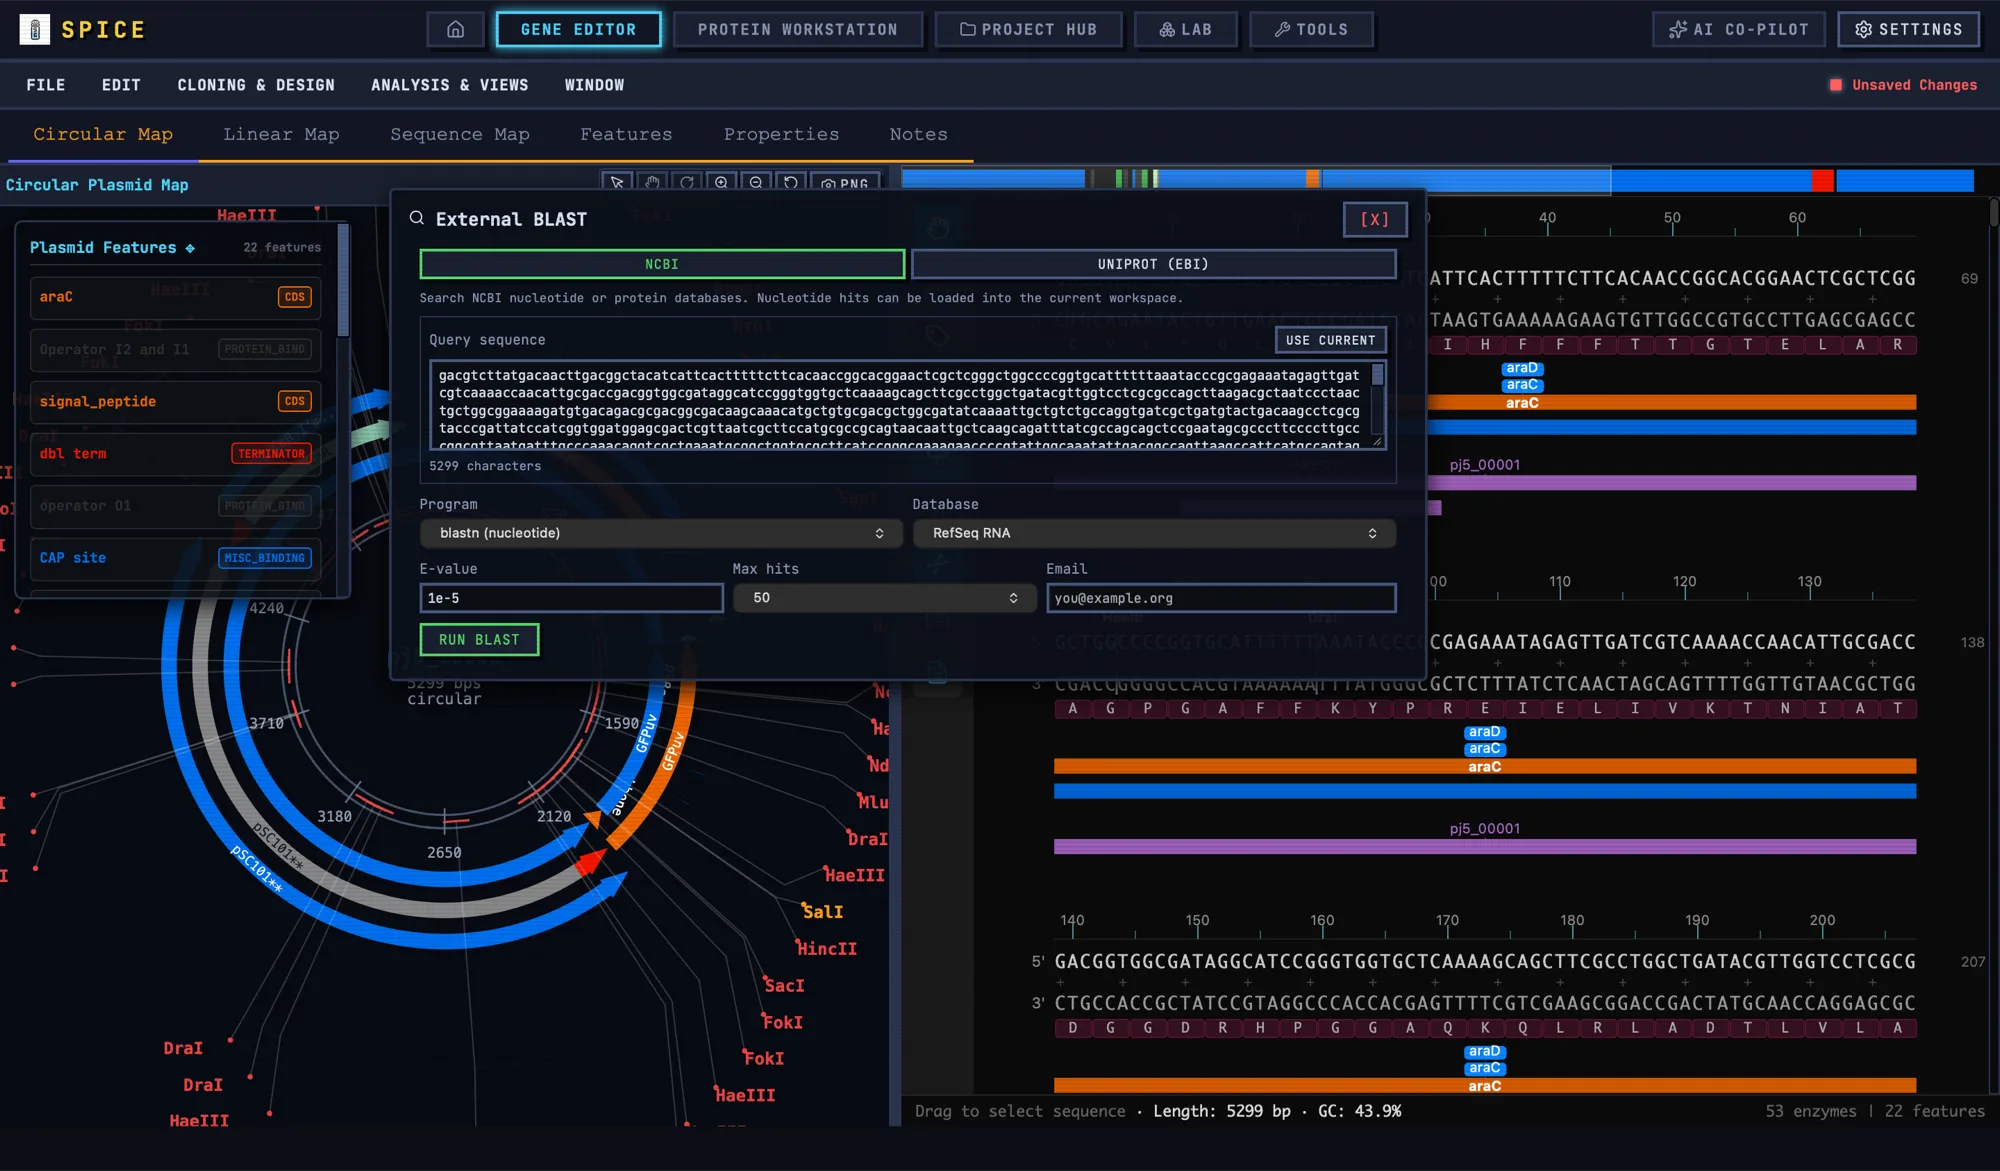 SPICE
GENE EDITOR
PROTEIN WORKSTATION
PROJECT HUB
LAB
TOOLS
AI CO-PILOT
SETTINGS
FILE
EDIT
CLONING & DESIGN
ANALYSIS & VIEWS
WINDOW
Unsaved Changes
Circular Map
Linear Map
Sequence Map
Features
Properties
Notes
Circular Plasmid Map
PNG
HaeIII
Plasmid Features
22 features
araC
CDS
Operator I2 and I1
PROTEIN_BIND
signal_peptide
CDS
dbl term
TERMINATOR
operator O1
PROTEIN_BIND
CAP site
MISC_BINDING
External BLAST
[X]
NCBI
UNIPROT (EBI)
Search NCBI nucleotide or protein databases. Nucleotide hits can be loaded into the current workspace.
Query sequence
USE CURRENT
gacgtcttatgacaacttgacggctacatcattcactttttcttcacaaccggcacggaactcgctcgggctggccccggtgcattttttaaatacccgcgagaaatagagttgat
cgtcaaaaccaacattgcgaccgacggtggcgataggcatccgggtggtgctcaaaagcagcttcgcctggctgatacgttggtcctcgcgccagcttaagacgctaatccctaac
tgctggcggaaaagatgtgacagacgcgacggcgacaagcaaacatgctgtgcgacgctggcgatatcaaaattgctgtctgccaggtgatcgctgatgtactgacaagcctcgcg
tacccgattatccatcggtggatggagcgactcgttaatcgcttccatgcgccgcagtaacaattgctcaagcagatttatcgccagcagctccgaatagcgcccttccccttgcc
cggcgttaatgatttgcccaaacaggtcgctgaaatgcggctggtgcgcttcatccgggcgaaagaaccccgtattggcaaatattgacggccagttaagccattcatgccagtag
5299 characters
Program
Database
blastn (nucleotide)
RefSeq RNA
E-value
Max hits
Email
1e-5
50
you@example.org
RUN BLAST
5299 bps
circular
4240
3710
3180
2650
2120
1590
GFPuv
GFPuv
pSC101**
pSC101**
Mlu
DraI
HaeIII
SalI
HincII
SacI
FokI
FokI
HaeIII
DraI
DraI
HaeIII
40
50
60
ATTCACTTTTTCTTCACAACCGGCACGGAACTCGCTCGG
69
TAAGTGAAAAAGAAGTGTTGGCCGTGCCTTGAGCGAGCC
I H F F F T T G T E L A R
araD
araC
araC
pj5_00001
110
120
130
CGAGAAATAGAGTTGATCGTCAAAACCAACATTGCGACC
138
3'
CGACCGGGGCCACGTAAAAAATTTATGGGCGCTCTTTATCTCAACTAGCAGTTTTGGTTGTAACGCTGG
A G P G A F F K Y P R E I E L I V K T N I A T
araD
araC
araC
pj5_00001
140
150
160
170
180
190
200
5'
GACGGTGGCGATAGGCATCCGGGTGGTGCTCAAAAGCAGCTTCGCCTGGCTGATACGTTGGTCCTCGCG
207
3'
CTGCCACCGCTATCCGTAGGCCCACCACGAGTTTTCGTCGAAGCGGACCGACTATGCAACCAGGAGCGC
D G G D R H P G G A Q K Q L R L A D T L V L A
araD
araC
araC
Drag to select sequence · Length: 5299 bp · GC: 43.9%
53 enzymes | 22 features